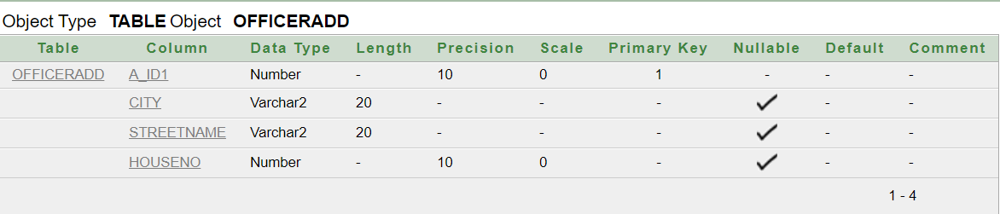 Object Type TABLE Object OFFICERADD
Table Column Data Type Length Precision Scale Primary Key Nullable Default Comment
OFFICERADD A_ID1 Number - 10 0 1 - - -
CITY Varchar2 20 - - - - -
STREETNAME Varchar2 20 - - - - -
HOUSENO Number - 10 0 - - -
1 - 4